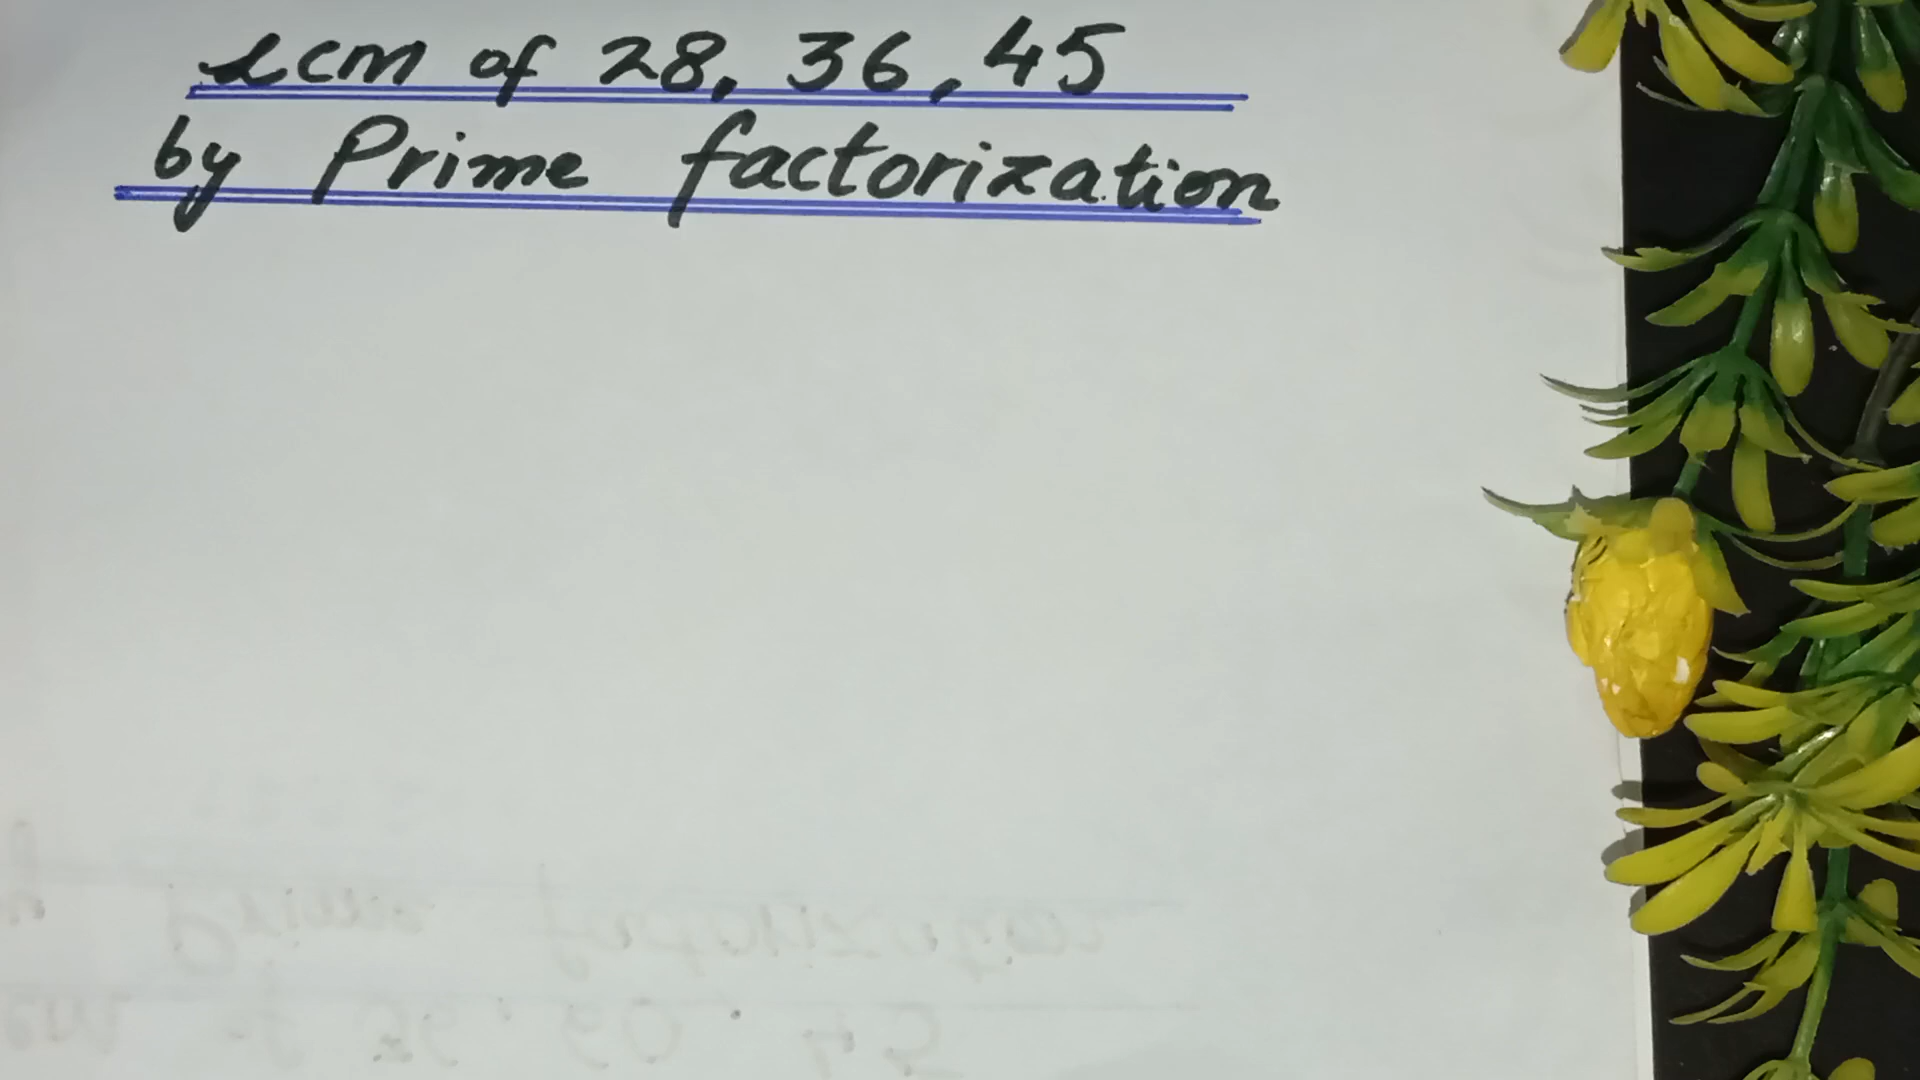 Lcm of 28, 36, 45
by Prime factorization